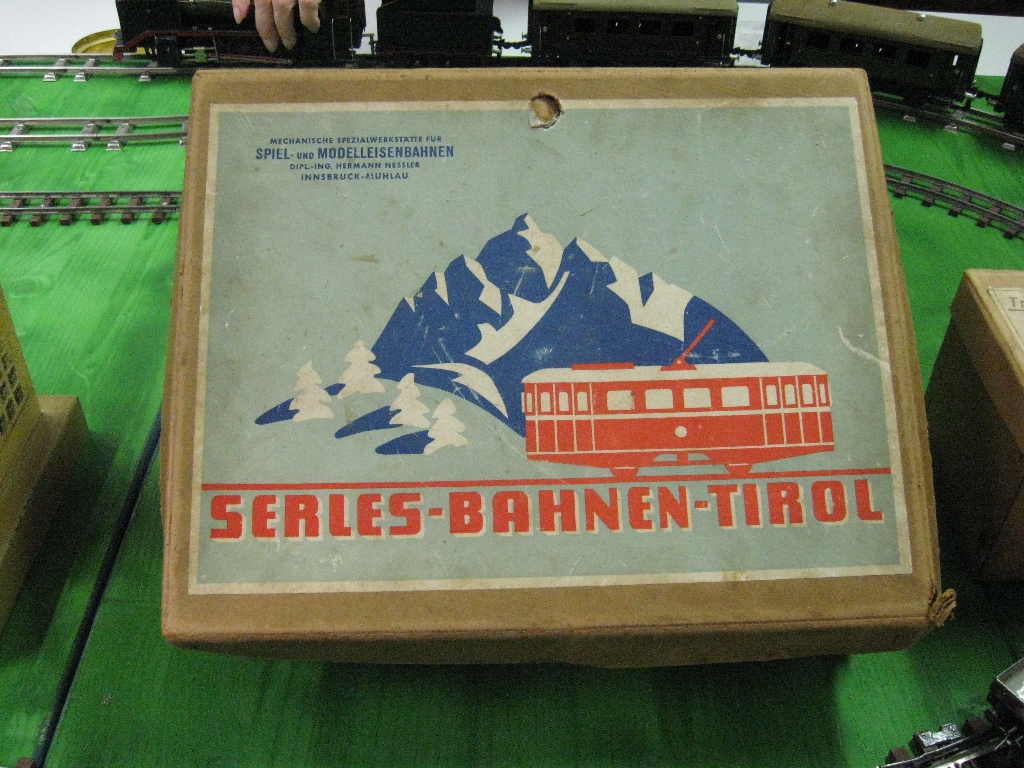 MECHANISCHE SPEZIALWERKSTÄTTE FÜR
SPIEL- UND MODELLEISENBAHNEN
DIPL.-ING. HERMANN NESSLER
INNSBRUCK-MÜHLAU
SERLES-BAHNEN-TIROL